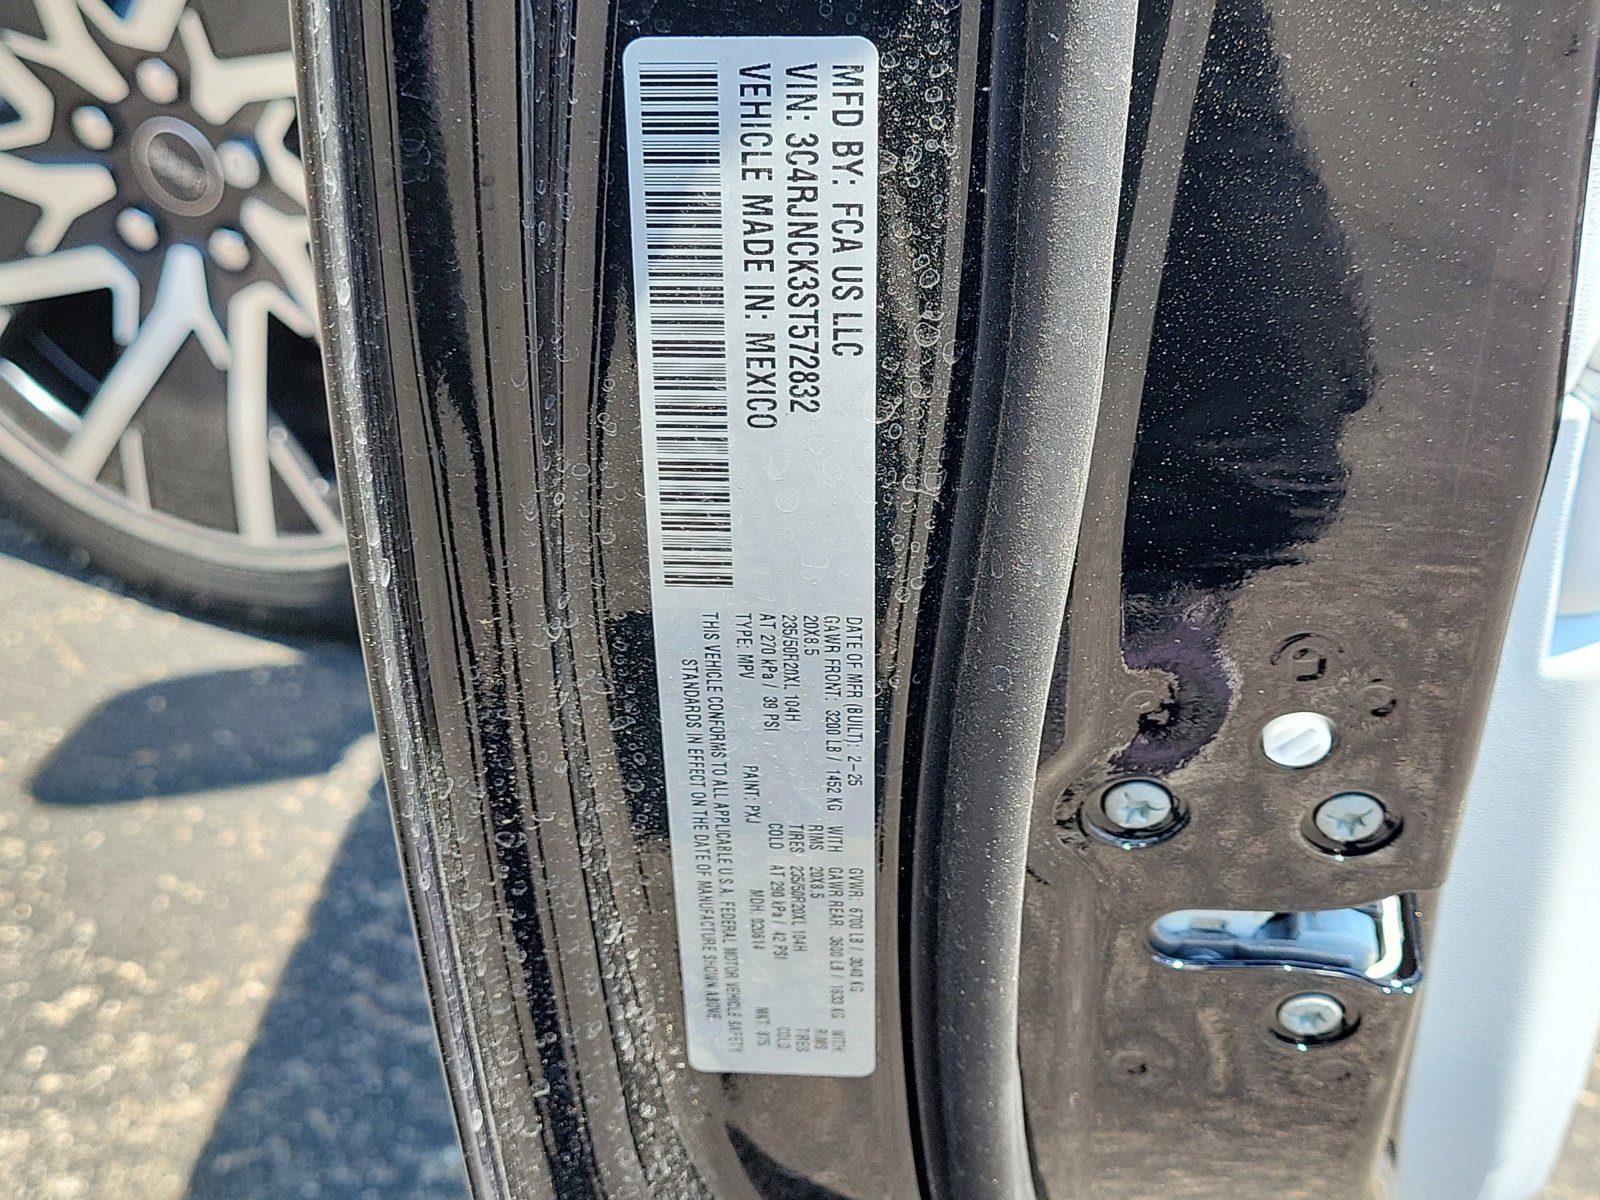 MFD BY: FCA US LLC
VIN: 3C4RJNCK3ST572832
VEHICLE MADE IN: MEXICO
DATE OF MFR (BUILT): 2-25 GVWR: 6700 LB / 3040 KG
GAWR FRONT: 3200 LB / 1452 KG WITH GAWR REAR: 3600 LB / 1633 KG WITH
20X8.5 RIMS 20X8.5 RIMS
235/50R20XL 104H TIRES 235/50R20XL 104H TIRES
AT 270 kPa / 39 PSI COLD AT 290 kPa / 42 PSI COLD
TYPE: MPV PAINT: PXJ MDH: 020614 MKT: 875
THIS VEHICLE CONFORMS TO ALL APPLICABLE U.S.A. FEDERAL MOTOR VEHICLE SAFETY
STANDARDS IN EFFECT ON THE DATE OF MANUFACTURE SHOWN ABOVE.